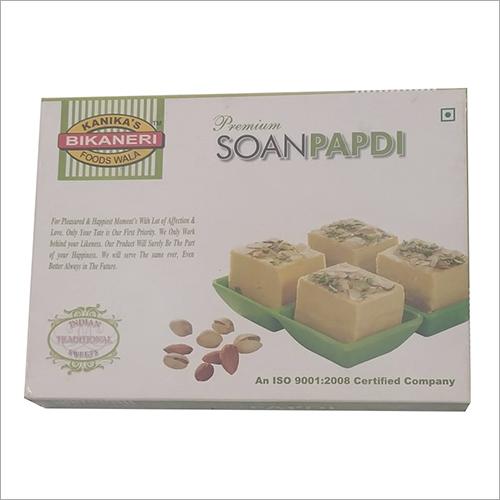 KANIKA'S
BIKANERI
FOODS WALA
TM
Premium
SOANPAPDI
For Pleasured & Happiest Moment's With Lot of Affection &
Love. Only Your Tate is Our First Priority. We Only Work
behind your Likeness. Our Product Will Surely Be The Part
of your Happiness. We will serve The same ever, Even
Better Always in The Future.
INDIAN
TRADITIONAL
SWEETS
An ISO 9001:2008 Certified Company